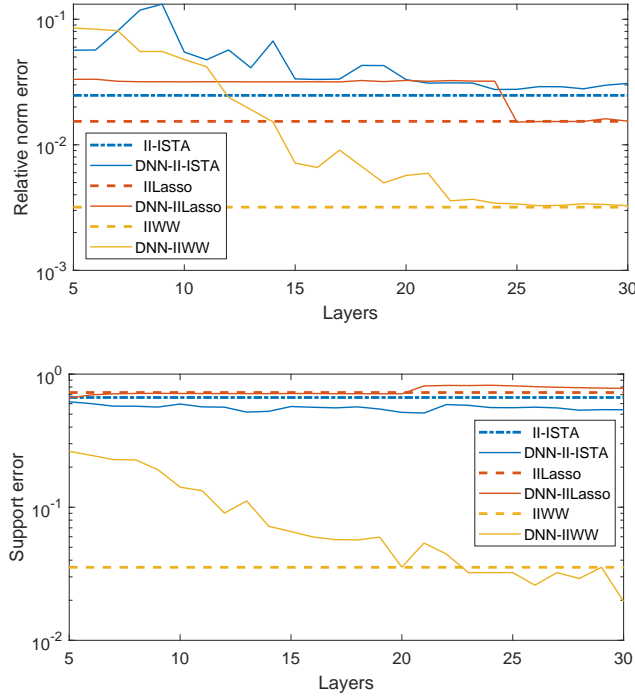 10^-1
10^-2
10^-3
Relative norm error
II-ISTA
DNN-II-ISTA
IILasso
DNN-IILasso
IIWW
DNN-IIWW
5 10 15 20 25 30
Layers
10^0
10^-1
10^-2
Support error
II-ISTA
DNN-II-ISTA
IILasso
DNN-IILasso
IIWW
DNN-IIWW
5 10 15 20 25 30
Layers